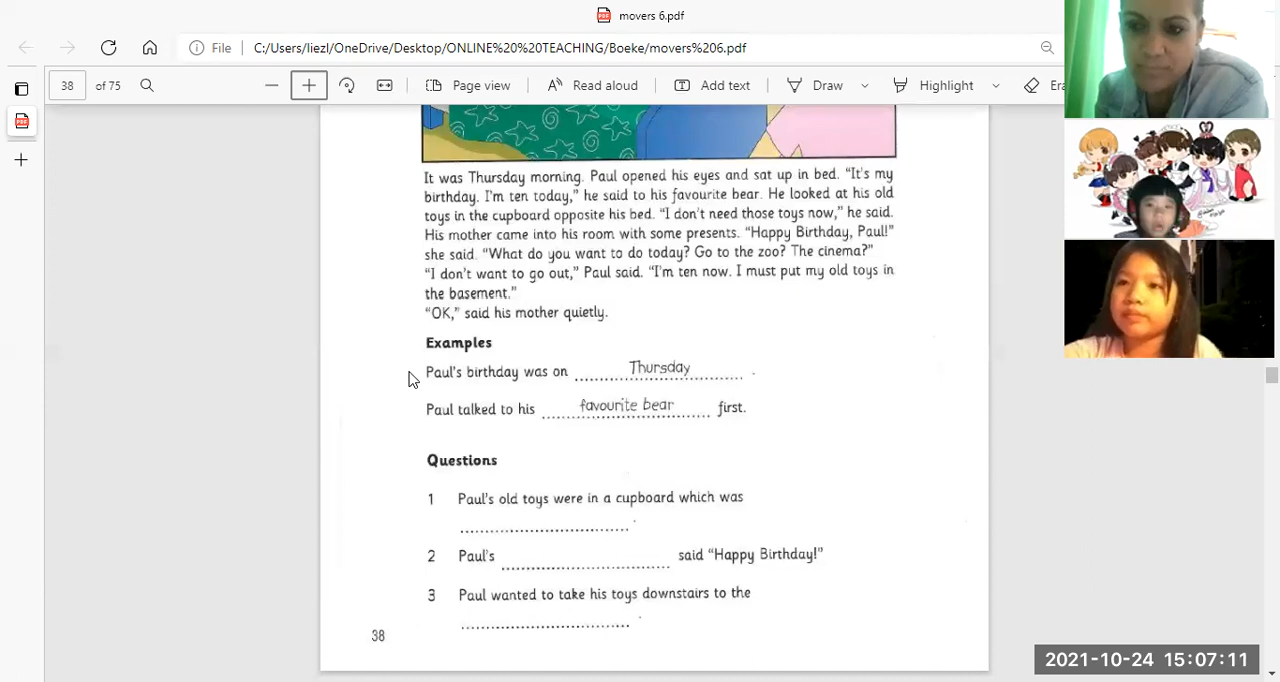 movers 6.pdf
File C:/Users/liezl/OneDrive/Desktop/ONLINE%20%20TEACHING/Boeke/movers%206.pdf
38 of 75 Page view Read aloud Add text Draw Highlight Era
It was Thursday morning. Paul opened his eyes and sat up in bed. “It's my
birthday. I'm ten today,” he said to his favourite bear. He looked at his old
toys in the cupboard opposite his bed. “I don't need those toys now,” he said.
His mother came into his room with some presents. “Happy Birthday, Paul!”
she said. “What do you want to do today? Go to the zoo? The cinema?”
“I don't want to go out,” Paul said. “I'm ten now. I must put my old toys in
the basement.”
“OK,” said his mother quietly.
Examples
Paul's birthday was on Thursday .
Paul talked to his favourite bear first.
Questions
1 Paul's old toys were in a cupboard which was
.
2 Paul's said “Happy Birthday!”
3 Paul wanted to take his toys downstairs to the
.
38
2021-10-24 15:07:11